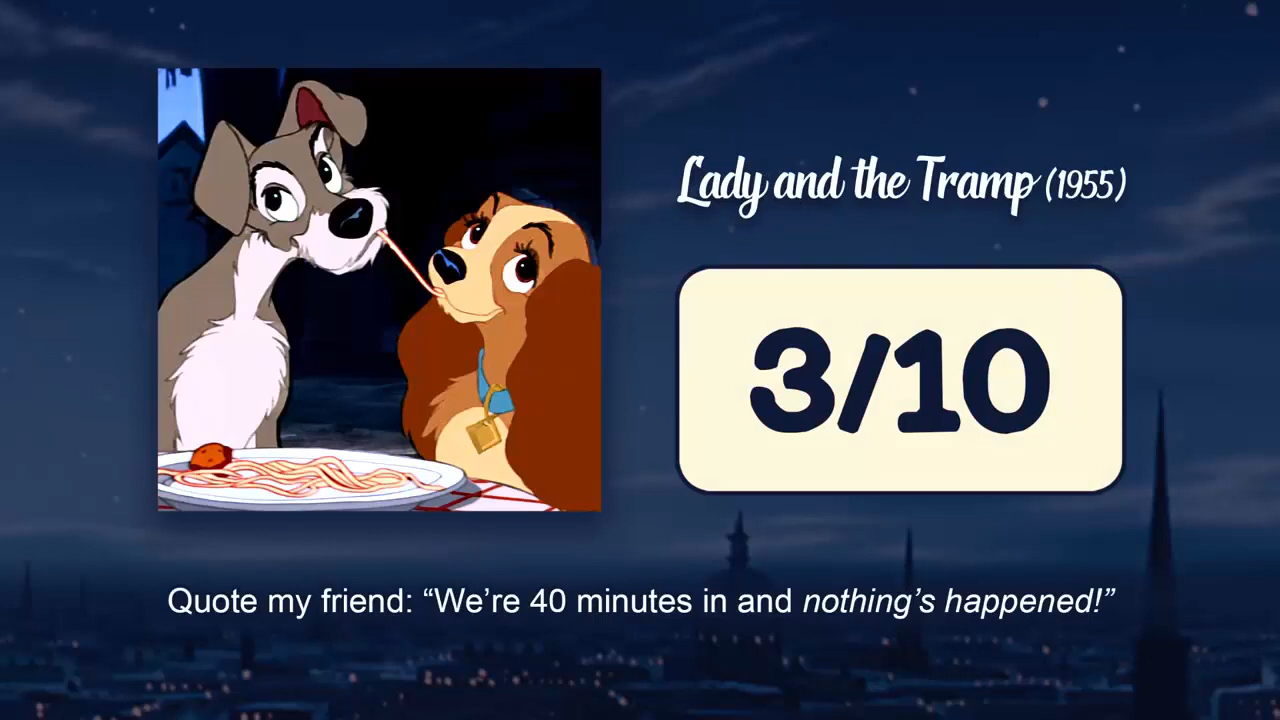 Lady and the Tramp (1955)
3/10
Quote my friend: “We’re 40 minutes in and nothing’s happened!”